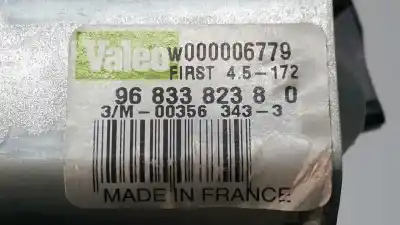 Valeo w000006779
FIRST 4.5-172
96 833 823 8 0
3/M-00356 343-3
MADE IN FRANCE